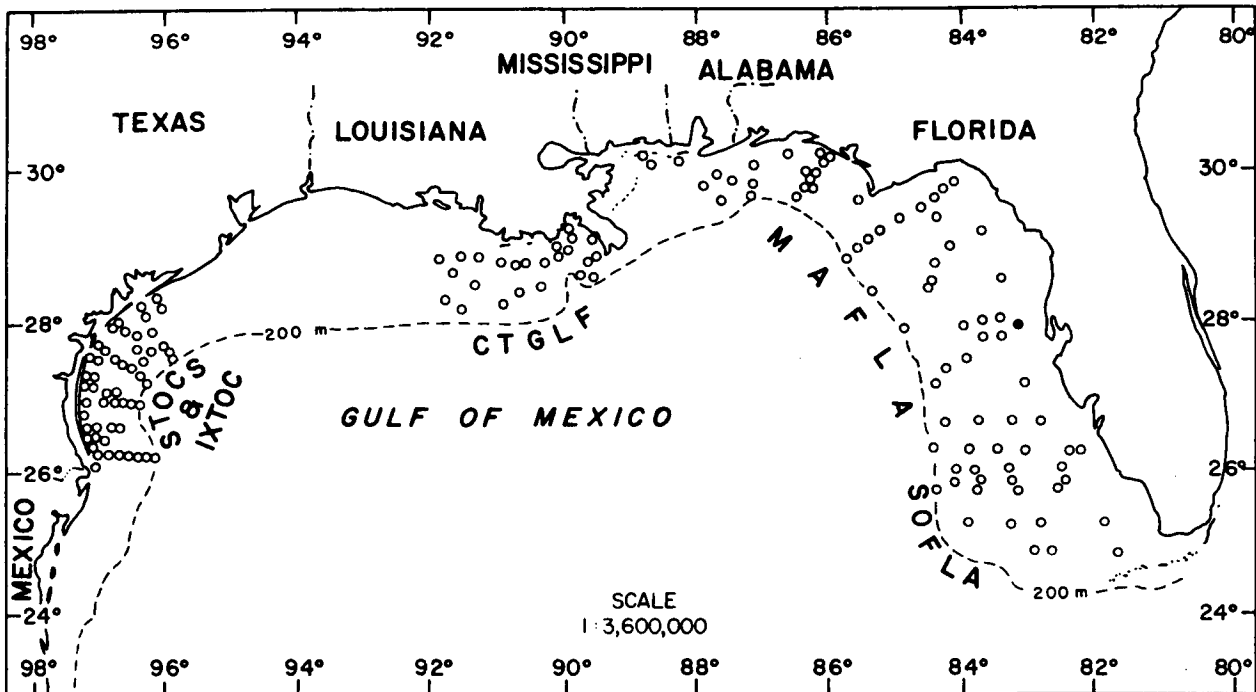 98° 96° 94° 92° 90° 88° 86° 84° 82° 80°
MISSISSIPPI
ALABAMA
TEXAS
LOUISIANA
FLORIDA
30°
30°
28°
28°
200 m
CTGLF
MAFLA
STOCS
&
IXTOC
GULF OF MEXICO
26°
26°
SOFLA
MEXICO
200 m
SCALE
1:3,600,000
24°
24°
98° 96° 94° 92° 90° 88° 86° 84° 82° 80°